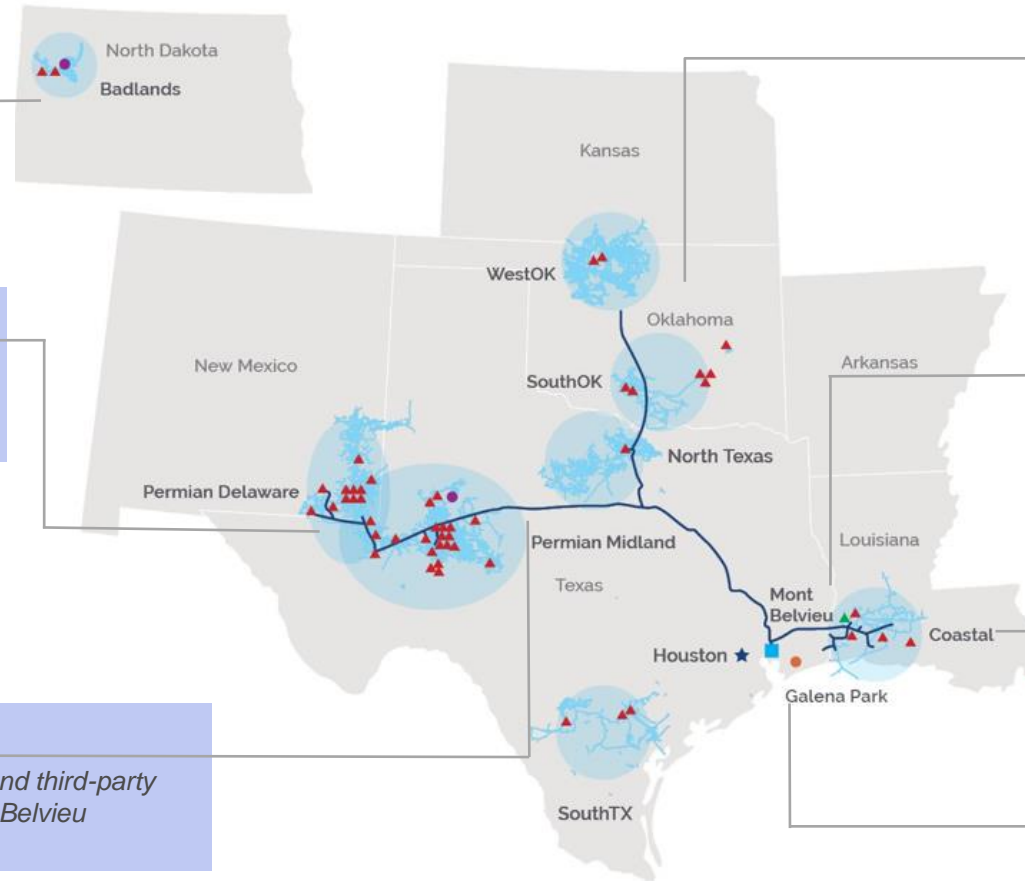 North Dakota
Badlands
Kansas
WestOK
Oklahoma
New Mexico
SouthOK
Arkansas
North Texas
Permian Delaware
Permian Midland
Louisiana
Texas
Mont
Belvieu
Coastal
Houston
Galena Park
nd third-party
Belvieu
SouthTX